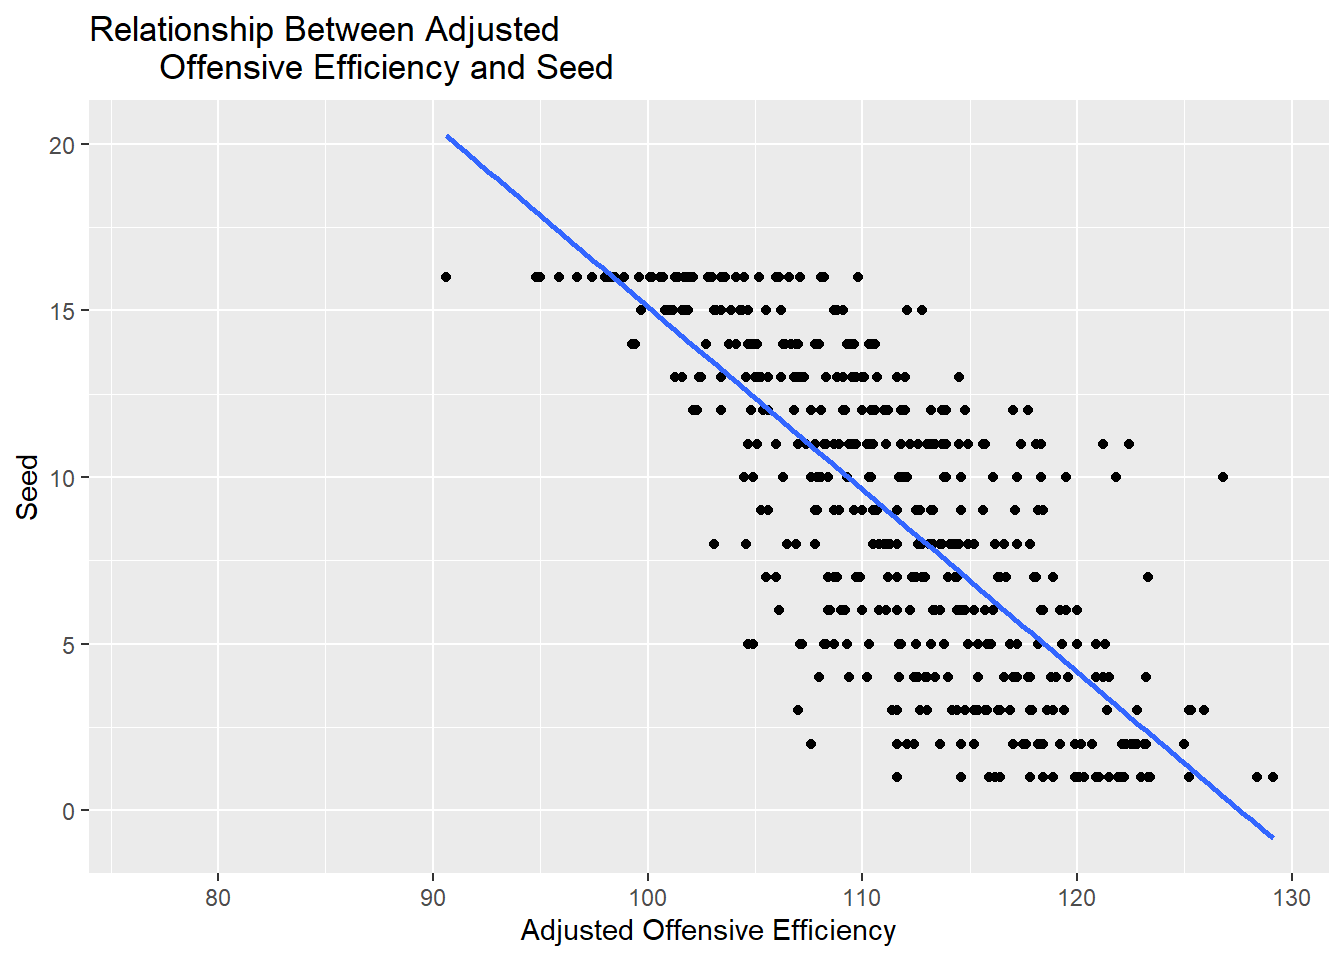 Relationship Between Adjusted
Offensive Efficiency and Seed
20
15
10
5
0
Seed
80
90
100
110
120
130
Adjusted Offensive Efficiency